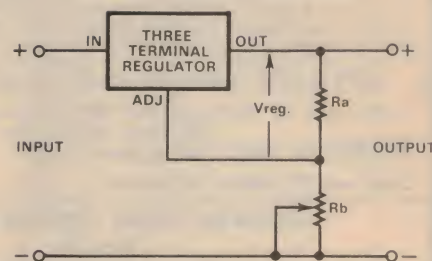 THREE
TERMINAL
REGULATOR
IN
OUT
ADJ
+
+
Vreg.
Ra
INPUT
OUTPUT
Rb
−
−